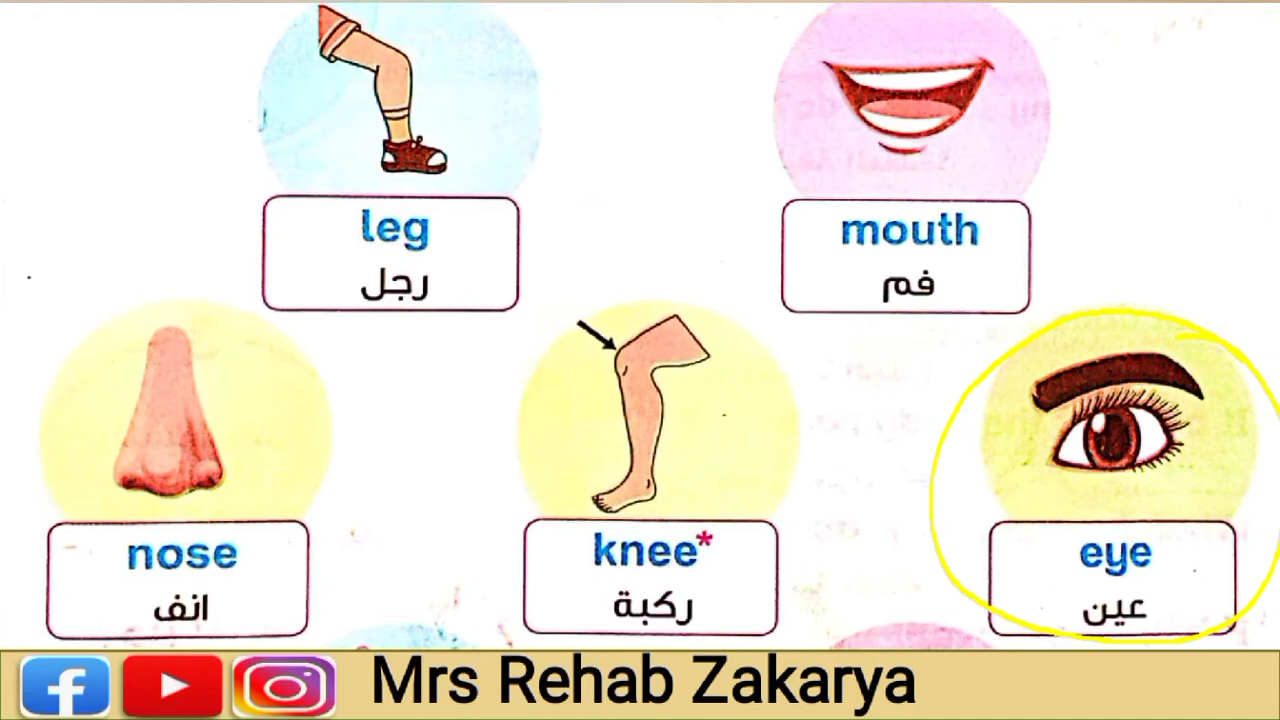 leg
رجل
mouth
فم
nose
انف
knee*
ركبة
eye
عين
Mrs Rehab Zakarya